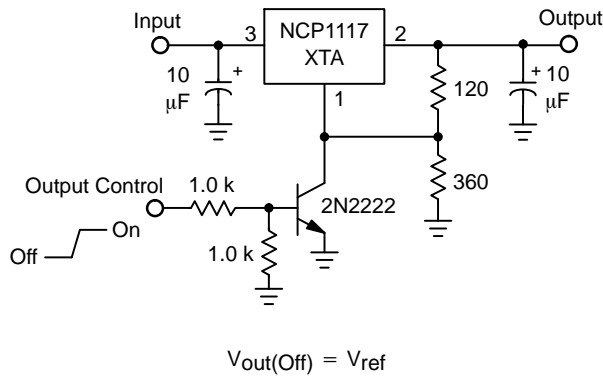 Input
Output
3
NCP1117
XTA
2
10
µF
+
1
120
+
10
µF
360
Output Control
1.0 k
2N2222
On
Off
1.0 k
Vout(Off) = Vref